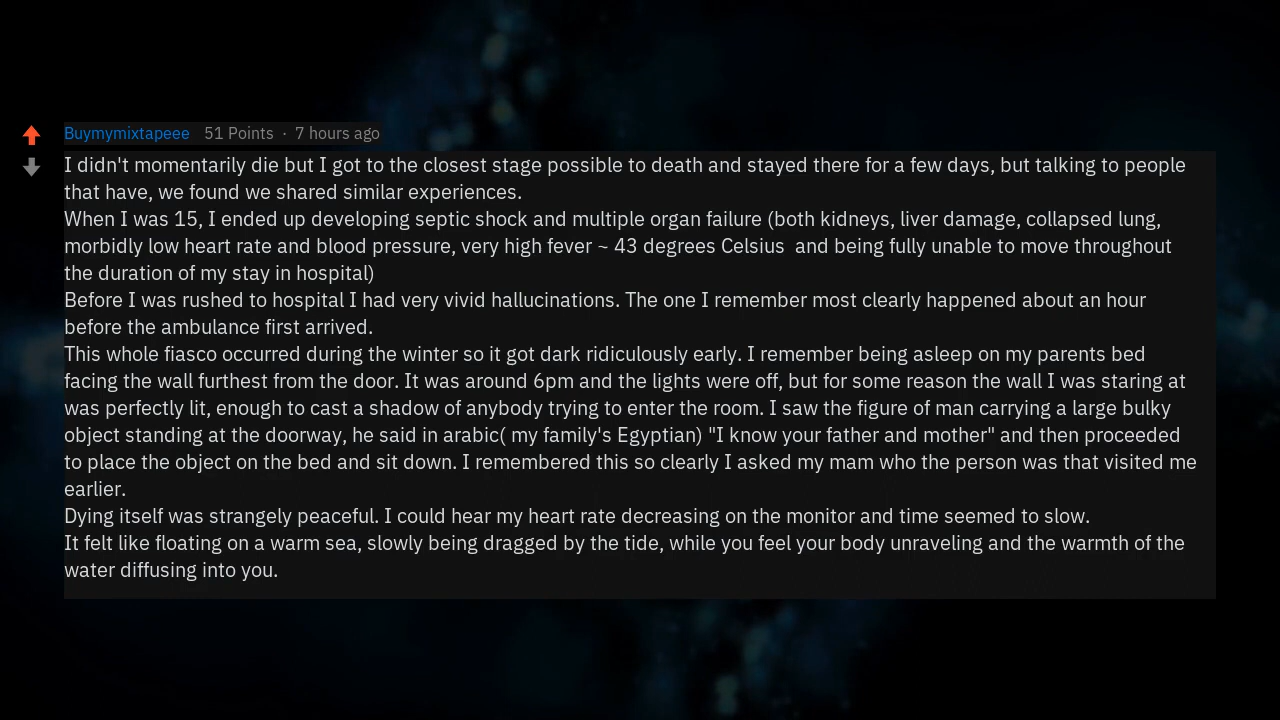 Buymymixtapeee 51 Points · 7 hours ago
I didn't momentarily die but I got to the closest stage possible to death and stayed there for a few days, but talking to people
that have, we found we shared similar experiences.
When I was 15, I ended up developing septic shock and multiple organ failure (both kidneys, liver damage, collapsed lung,
morbidly low heart rate and blood pressure, very high fever ~ 43 degrees Celsius  and being fully unable to move throughout
the duration of my stay in hospital)
Before I was rushed to hospital I had very vivid hallucinations. The one I remember most clearly happened about an hour
before the ambulance first arrived.
This whole fiasco occurred during the winter so it got dark ridiculously early. I remember being asleep on my parents bed
facing the wall furthest from the door. It was around 6pm and the lights were off, but for some reason the wall I was staring at
was perfectly lit, enough to cast a shadow of anybody trying to enter the room. I saw the figure of man carrying a large bulky
object standing at the doorway, he said in arabic( my family's Egyptian) "I know your father and mother" and then proceeded
to place the object on the bed and sit down. I remembered this so clearly I asked my mam who the person was that visited me
earlier.
Dying itself was strangely peaceful. I could hear my heart rate decreasing on the monitor and time seemed to slow.
It felt like floating on a warm sea, slowly being dragged by the tide, while you feel your body unraveling and the warmth of the
water diffusing into you.